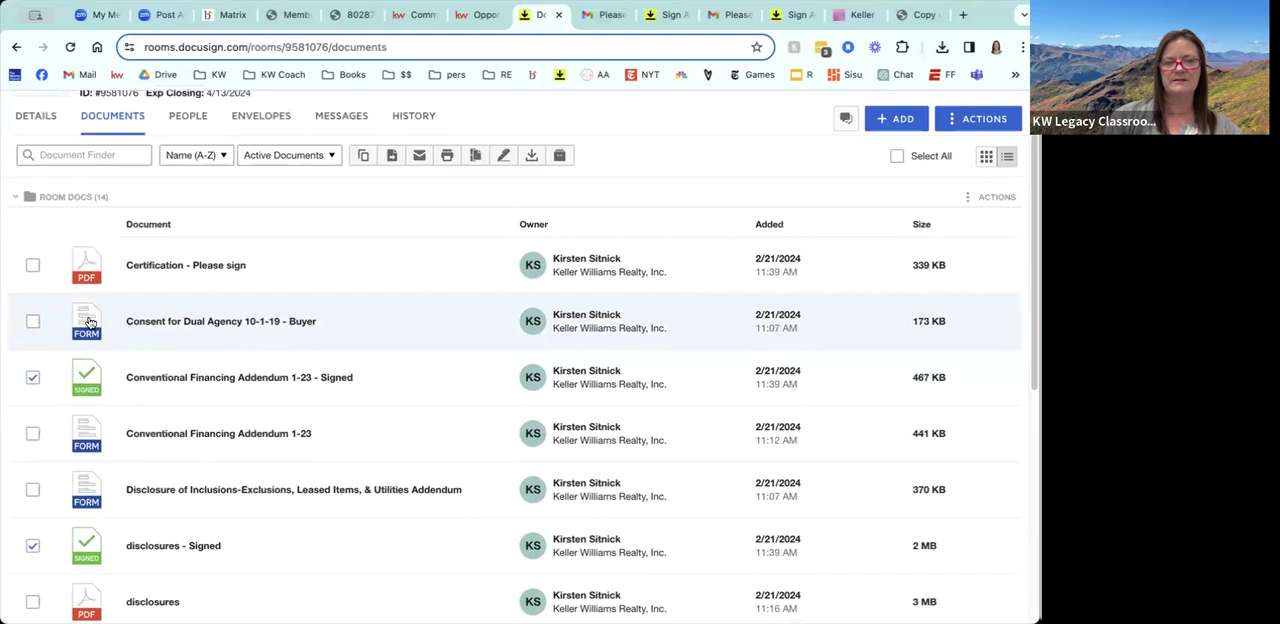 My Me
Post A
Matrix
Memb
80287
Comm
Oppor
Do
Please
Sign A
Please
Sign A
Keller
Copy
rooms.docusign.com/rooms/9581076/documents
3
Mail
kw
Drive
KW
KW Coach
Books
$$
pers
RE
AA
NYT
Games
R
Sisu
Chat
FF
»
ID: #9581076 Exp Closing: 4/13/2024
KW Legacy Classroo...
DETAILS
DOCUMENTS
PEOPLE
ENVELOPES
MESSAGES
HISTORY
+ ADD
ACTIONS
Document Finder
Name (A-Z)
Active Documents
Select All
ROOM DOCS (14)
ACTIONS
Document
Owner
Added
Size
PDF
Certification - Please sign
KS
Kirsten Sitnick
Keller Williams Realty, Inc.
2/21/2024
11:39 AM
339 KB
FORM
Consent for Dual Agency 10-1-19 - Buyer
KS
Kirsten Sitnick
Keller Williams Realty, Inc.
2/21/2024
11:07 AM
173 KB
SIGNED
Conventional Financing Addendum 1-23 - Signed
KS
Kirsten Sitnick
Keller Williams Realty, Inc.
2/21/2024
11:39 AM
467 KB
FORM
Conventional Financing Addendum 1-23
KS
Kirsten Sitnick
Keller Williams Realty, Inc.
2/21/2024
11:12 AM
441 KB
FORM
Disclosure of Inclusions-Exclusions, Leased Items, & Utilities Addendum
KS
Kirsten Sitnick
Keller Williams Realty, Inc.
2/21/2024
11:07 AM
370 KB
SIGNED
disclosures - Signed
KS
Kirsten Sitnick
Keller Williams Realty, Inc.
2/21/2024
11:39 AM
2 MB
PDF
disclosures
KS
Kirsten Sitnick
Keller Williams Realty, Inc.
2/21/2024
11:16 AM
3 MB